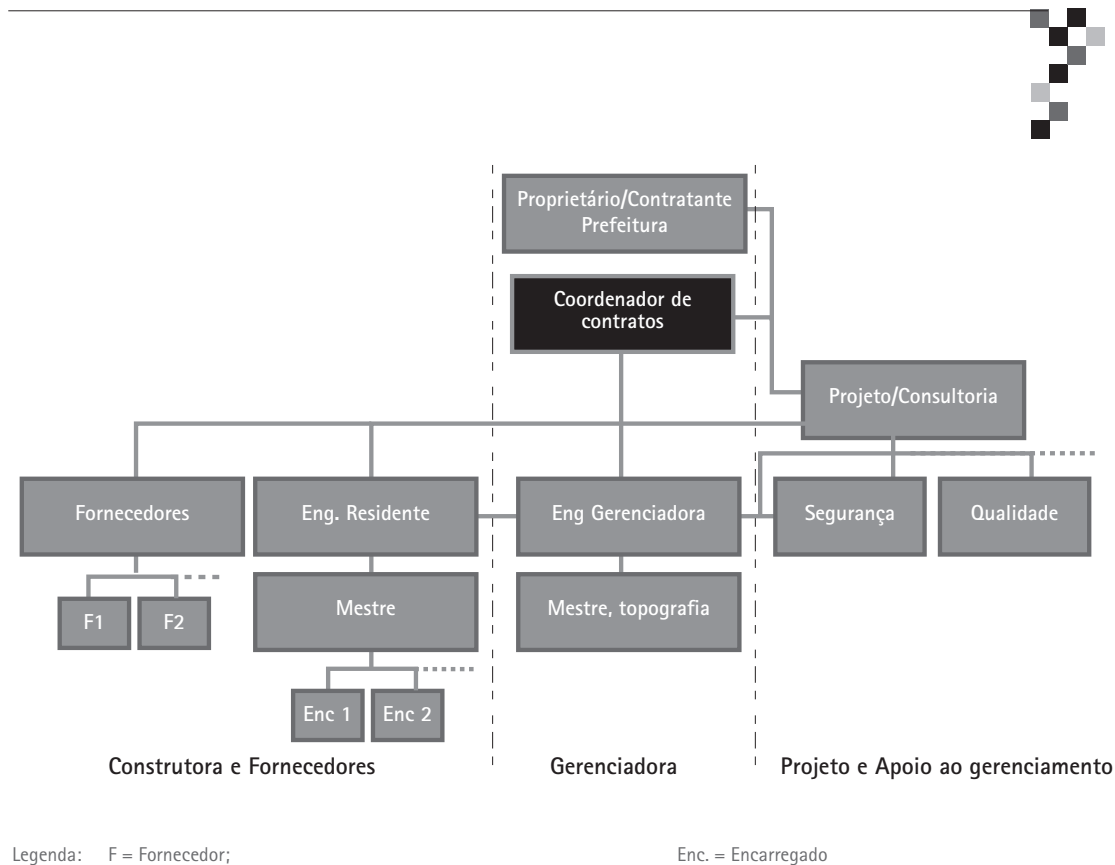 Proprietário/Contratante
Prefeitura
Coordenador de
contratos
Projeto/Consultoria
Fornecedores
Eng. Residente
Eng Gerenciadora
Segurança
Qualidade
F1
F2
Mestre
Mestre, topografia
Enc 1
Enc 2
Construtora e Fornecedores
Gerenciadora
Projeto e Apoio ao gerenciamento
Legenda: F = Fornecedor;
Enc. = Encarregado